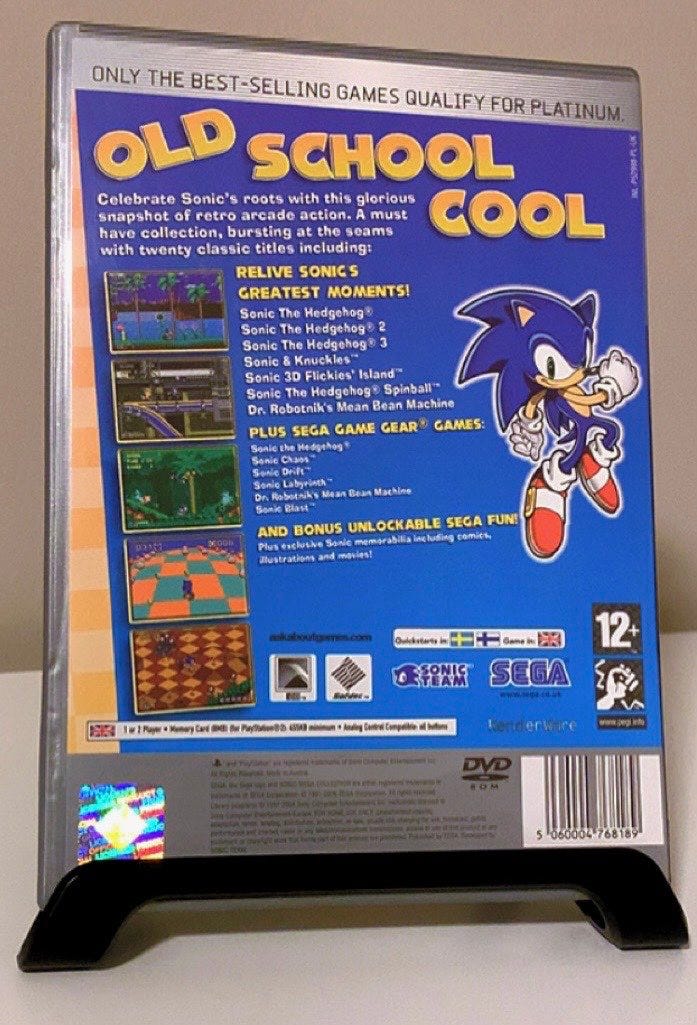 ONLY THE BEST-SELLING GAMES QUALIFY FOR PLATINUM.
OLD SCHOOL
COOL
Celebrate Sonic's roots with this glorious
snapshot of retro arcade action. A must
have collection, bursting at the seams
with twenty classic titles including:
RELIVE SONIC'S
GREATEST MOMENTS!
Sonic The Hedgehog®
Sonic The Hedgehog® 2
Sonic The Hedgehog® 3
Sonic & Knuckles™
Sonic 3D Flickies' Island™
Sonic The Hedgehog® Spinball™
Dr. Robotnik's Mean Bean Machine
PLUS SEGA GAME GEAR® GAMES:
Sonic the Hedgehog®
Sonic Chaos™
Sonic Drift™
Sonic Labyrinth™
Dr. Robotnik's Mean Bean Machine
Sonic Blast™
AND BONUS UNLOCKABLE SEGA FUN!
Plus exclusive Sonic memorabilia including comics,
illustrations and movies!
askaboutgames.com
Quickstarts in: Game in:
12+
SONIC
TEAM
SEGA
www.sega.co.uk
RenderWare
www.pegi.info
1 or 2 Player • Memory Card (8MB) (for PlayStation®2): 655KB minimum • Analog Control Compatible: all buttons
DVD
ROM
5 060004 768189